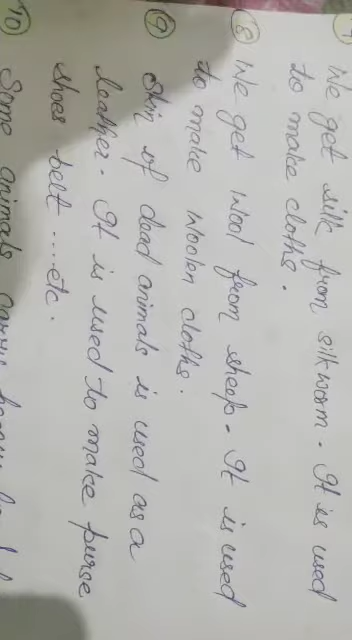 We get silk from silkworm. It is used
to make cloths.
8 We get wool from sheep. It is used
to make woolen cloths.
9 Skin of dead animals is used as a
leather. It is used to make purse
shoes belt ....etc.
10 Some animals carry heavy